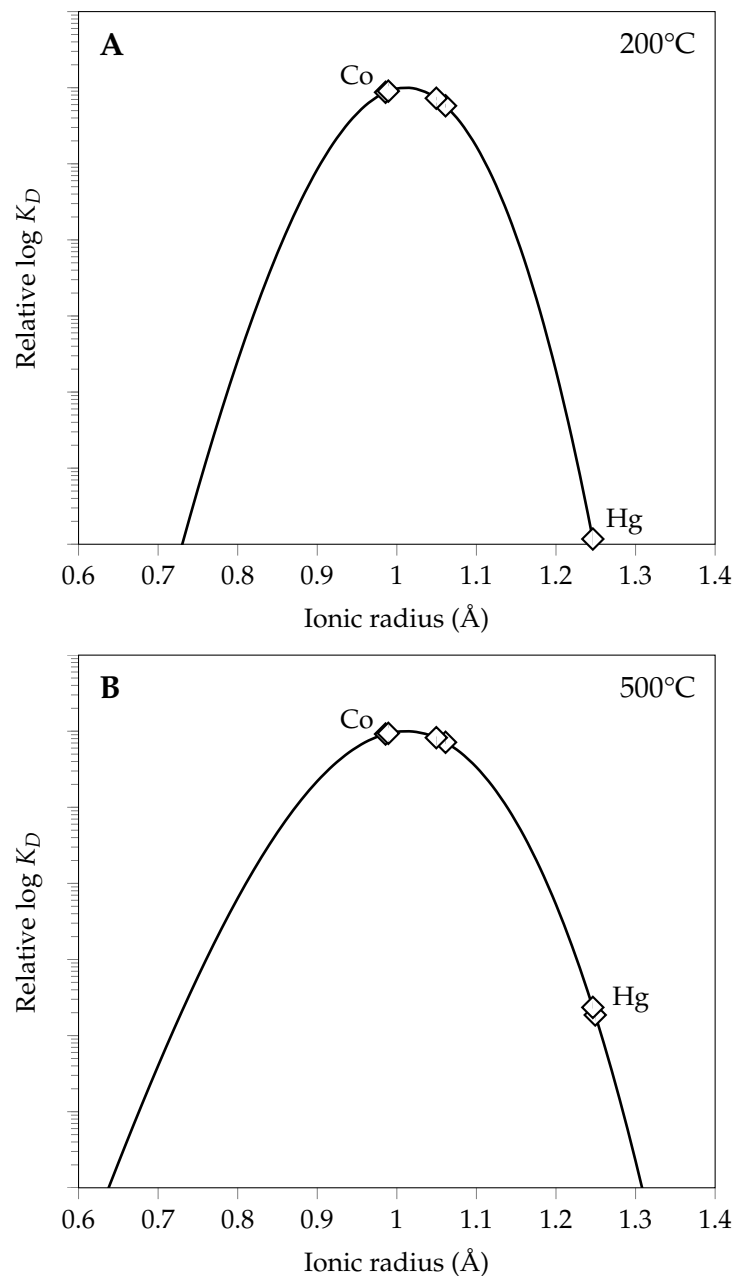 A
200°C
Co
Hg
Relative log K_D
0.6 0.7 0.8 0.9 1 1.1 1.2 1.3 1.4
Ionic radius (Å)
B
500°C
Co
Hg
Relative log K_D
0.6 0.7 0.8 0.9 1 1.1 1.2 1.3 1.4
Ionic radius (Å)